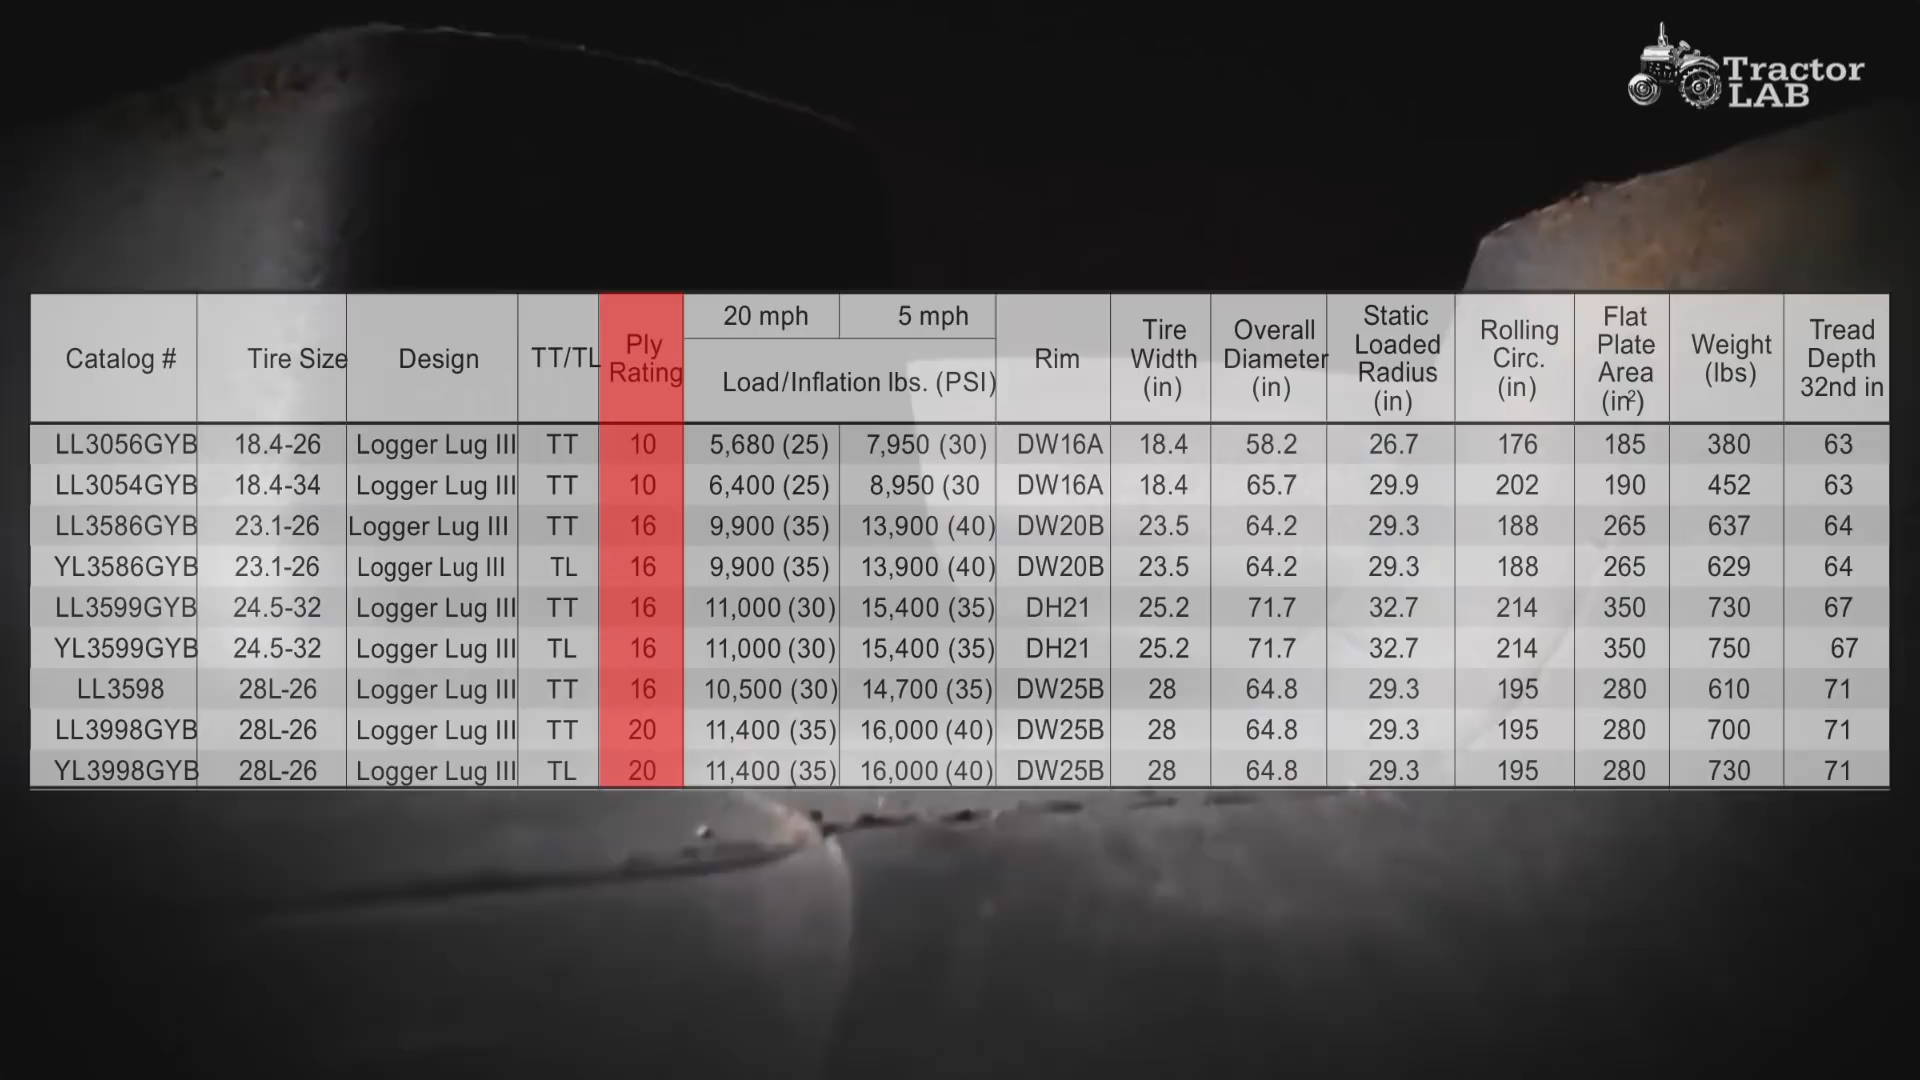 Tractor
LAB
Catalog # Tire Size Design TT/TL Ply Rating 20 mph 5 mph Load/Inflation lbs. (PSI) Rim Tire Width (in) Overall Diameter (in) Static Loaded Radius (in) Rolling Circ. (in) Flat Plate Area (in²) Weight (lbs) Tread Depth 32nd in
LL3056GYB 18.4-26 Logger Lug III TT 10 5,680 (25) 7,950 (30) DW16A 18.4 58.2 26.7 176 185 380 63
LL3054GYB 18.4-34 Logger Lug III TT 10 6,400 (25) 8,950 (30 DW16A 18.4 65.7 29.9 202 190 452 63
LL3586GYB 23.1-26 Logger Lug III TT 16 9,900 (35) 13,900 (40) DW20B 23.5 64.2 29.3 188 265 637 64
YL3586GYB 23.1-26 Logger Lug III TL 16 9,900 (35) 13,900 (40) DW20B 23.5 64.2 29.3 188 265 629 64
LL3599GYB 24.5-32 Logger Lug III TT 16 11,000 (30) 15,400 (35) DH21 25.2 71.7 32.7 214 350 730 67
YL3599GYB 24.5-32 Logger Lug III TL 16 11,000 (30) 15,400 (35) DH21 25.2 71.7 32.7 214 350 750 67
LL3598 28L-26 Logger Lug III TT 16 10,500 (30) 14,700 (35) DW25B 28 64.8 29.3 195 280 610 71
LL3998GYB 28L-26 Logger Lug III TT 20 11,400 (35) 16,000 (40) DW25B 28 64.8 29.3 195 280 700 71
YL3998GYB 28L-26 Logger Lug III TL 20 11,400 (35) 16,000 (40) DW25B 28 64.8 29.3 195 280 730 71